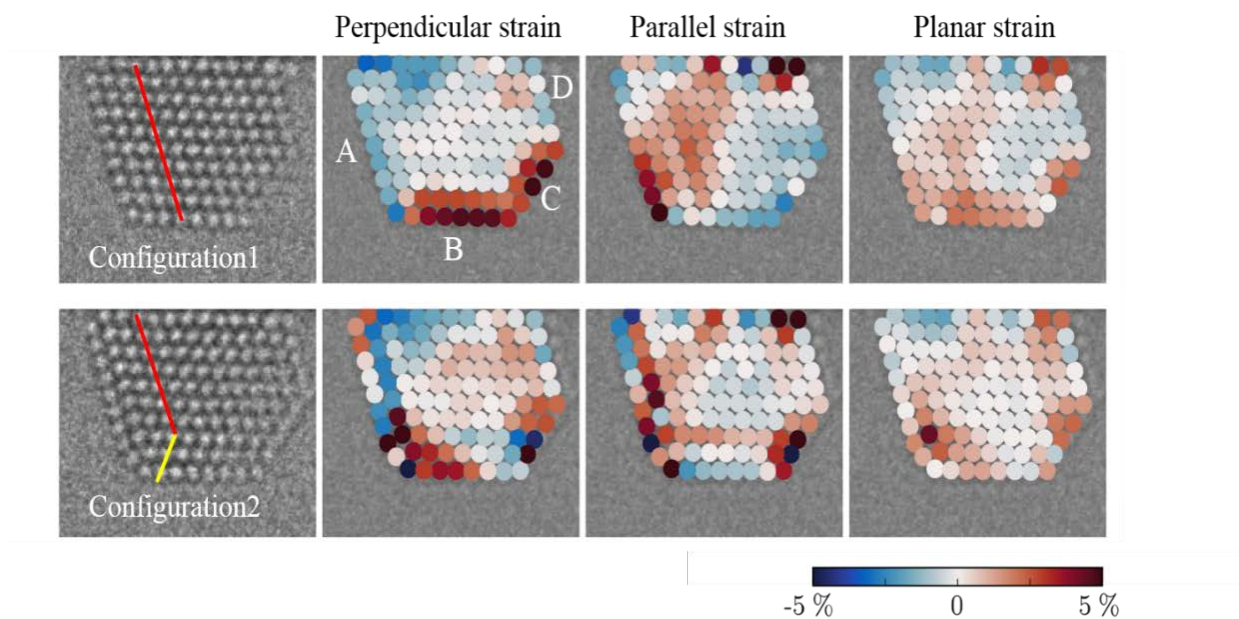 Perpendicular strain
Parallel strain
Planar strain
A
D
C
B
Configuration1
Configuration2
-5 %
0
5 %